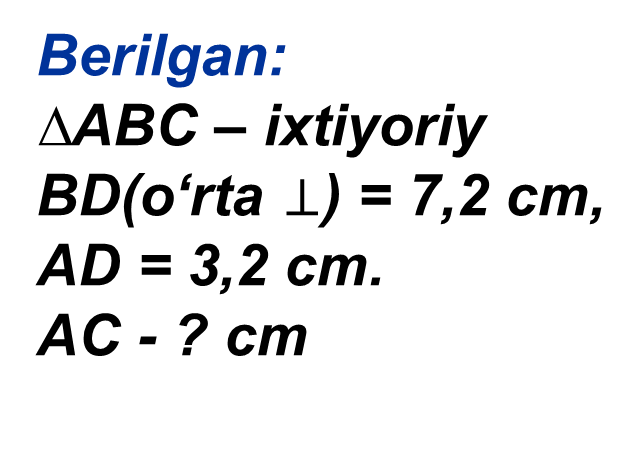 Berilgan:
∆ABC – ixtiyoriy
BD(o‘rta ⊥) = 7,2 cm,
AD = 3,2 cm.
AC - ? cm